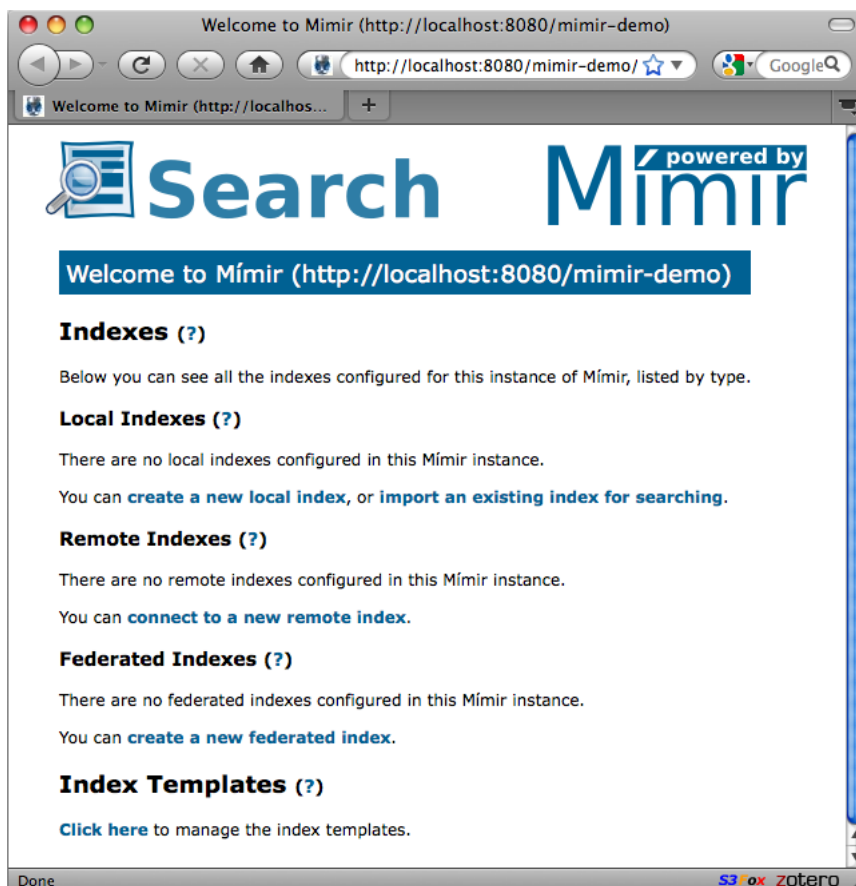 Welcome to Mimir (http://localhost:8080/mimir-demo)
http://localhost:8080/mimir-demo/
Google
Welcome to Mimir (http://localhos...
+
Search
powered by
Mímir
Welcome to Mímir (http://localhost:8080/mimir-demo)
Indexes (?)
Below you can see all the indexes configured for this instance of Mímir, listed by type.
Local Indexes (?)
There are no local indexes configured in this Mímir instance.
You can create a new local index, or import an existing index for searching.
Remote Indexes (?)
There are no remote indexes configured in this Mímir instance.
You can connect to a new remote index.
Federated Indexes (?)
There are no federated indexes configured in this Mímir instance.
You can create a new federated index.
Index Templates (?)
Click here to manage the index templates.
Done S3Fox zotero